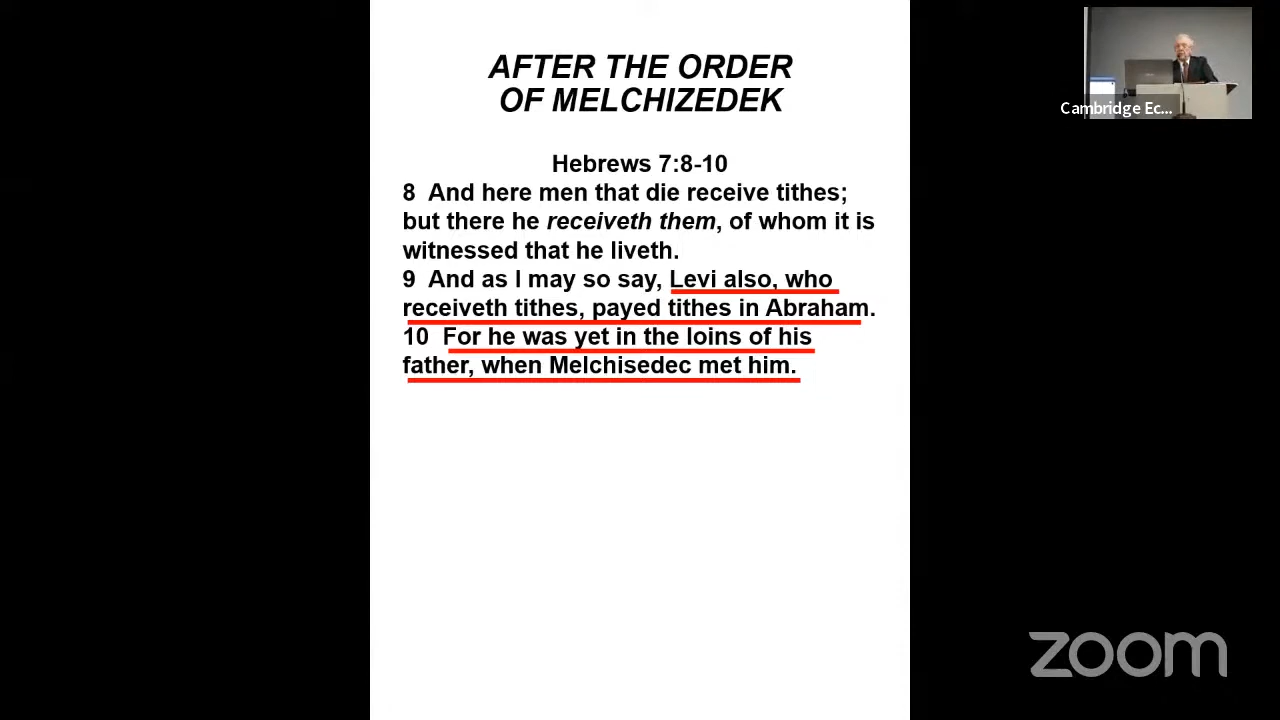 AFTER THE ORDER
OF MELCHIZEDEK
Cambridge Ec...
Hebrews 7:8-10
8 And here men that die receive tithes;
but there he receiveth them, of whom it is
witnessed that he liveth.
9 And as I may so say, Levi also, who
receiveth tithes, payed tithes in Abraham.
10 For he was yet in the loins of his
father, when Melchisedec met him.
zoom